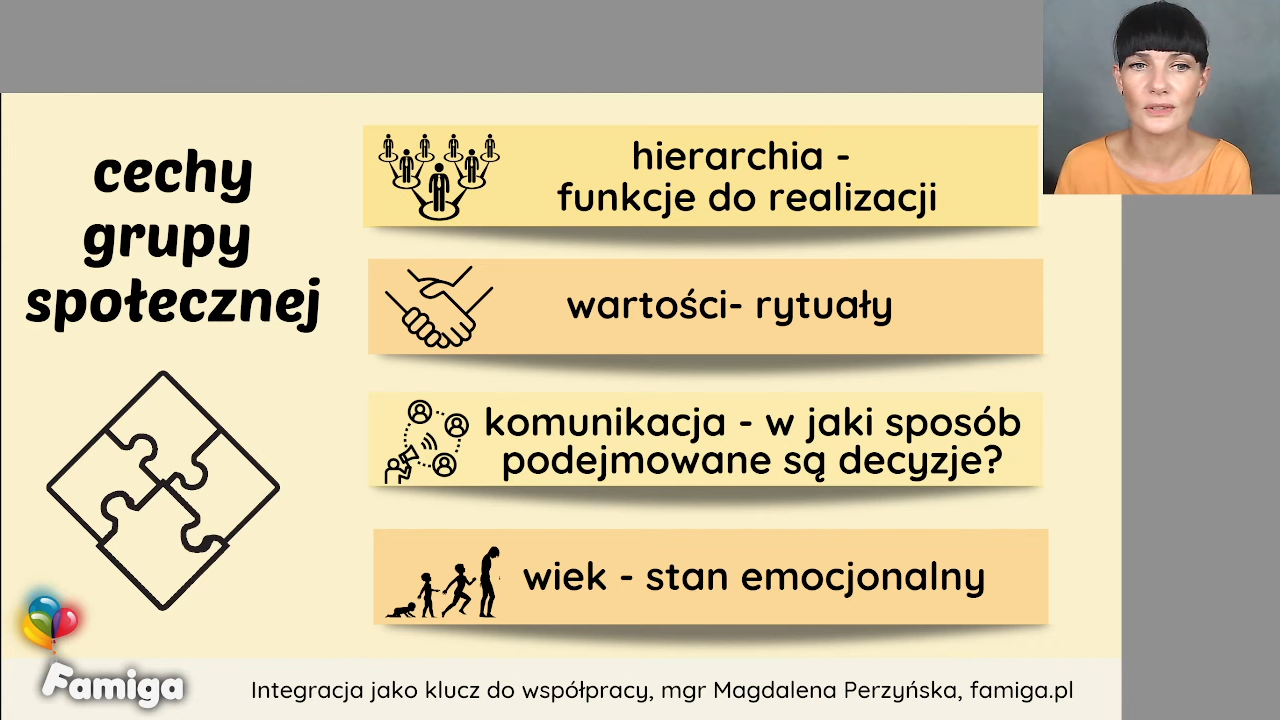 cechy
grupy
społecznej
hierarchia -
funkcje do realizacji
wartości- rytuały
komunikacja - w jaki sposób
podejmowane są decyzje?
wiek - stan emocjonalny
Famiga
Integracja jako klucz do współpracy, mgr Magdalena Perzyńska, famiga.pl